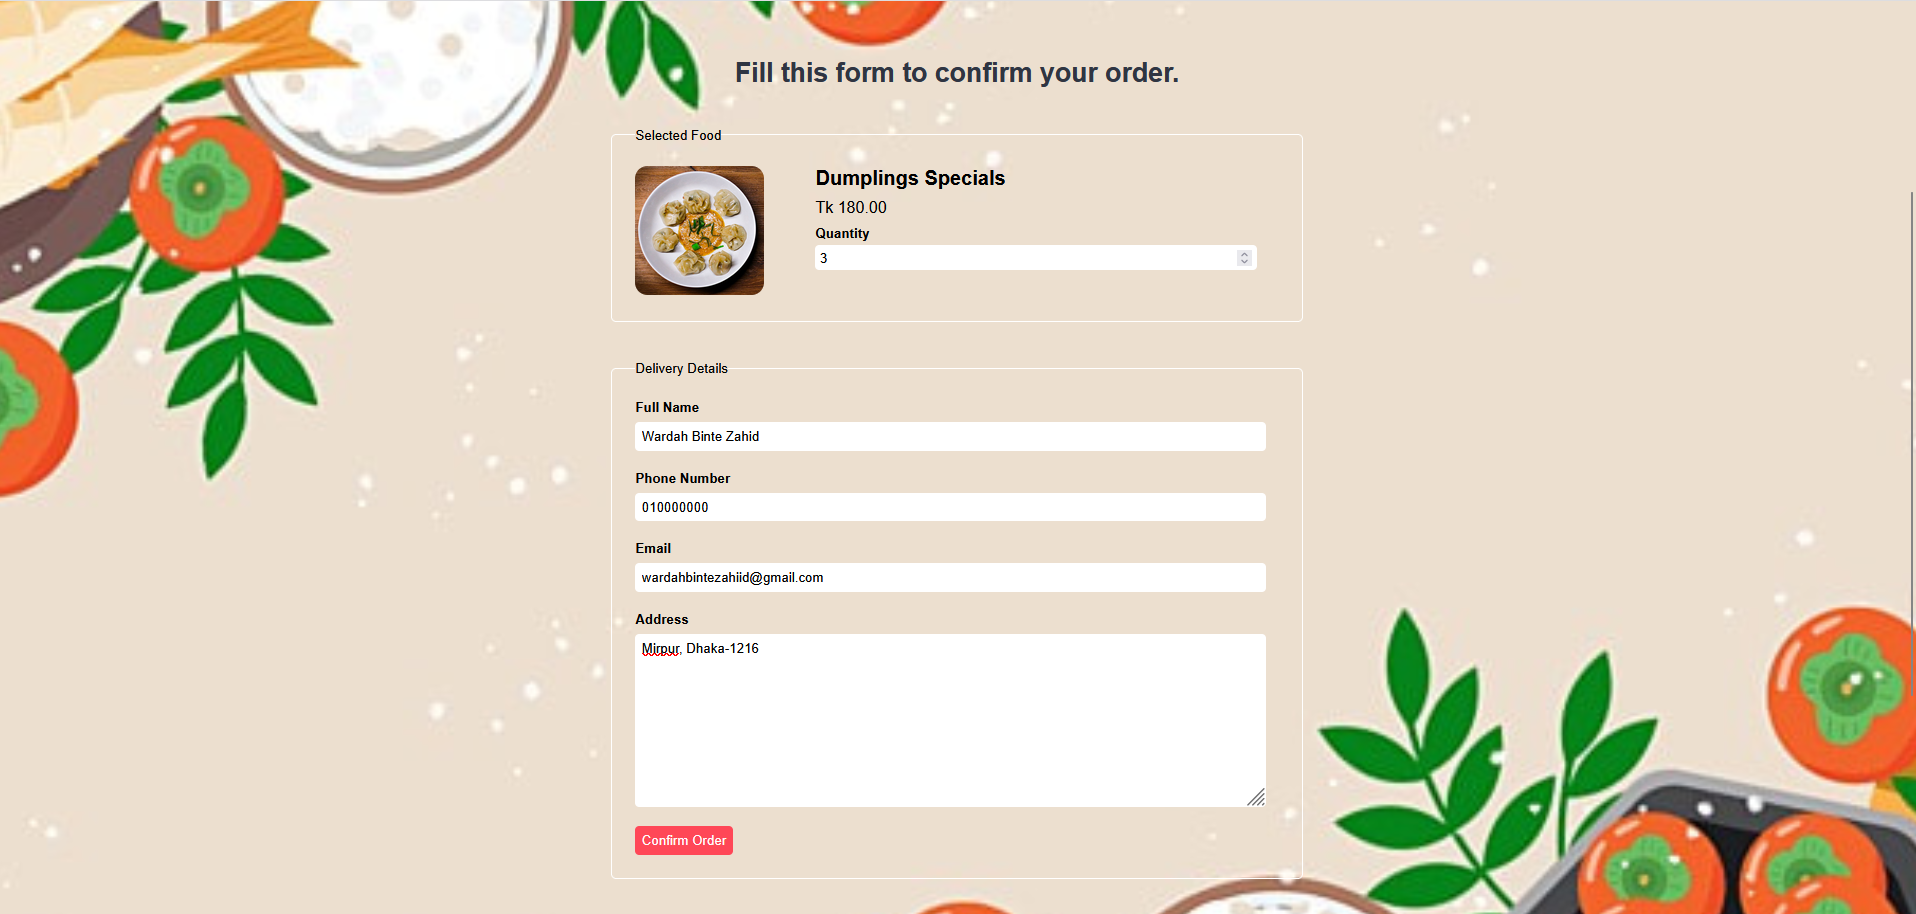 Fill this form to confirm your order.
Selected Food
Dumplings Specials
Tk 180.00
Quantity
3
Delivery Details
Full Name
Wardah Binte Zahid
Phone Number
010000000
Email
wardahbintezahiid@gmail.com
Address
Mirpur, Dhaka-1216
Confirm Order